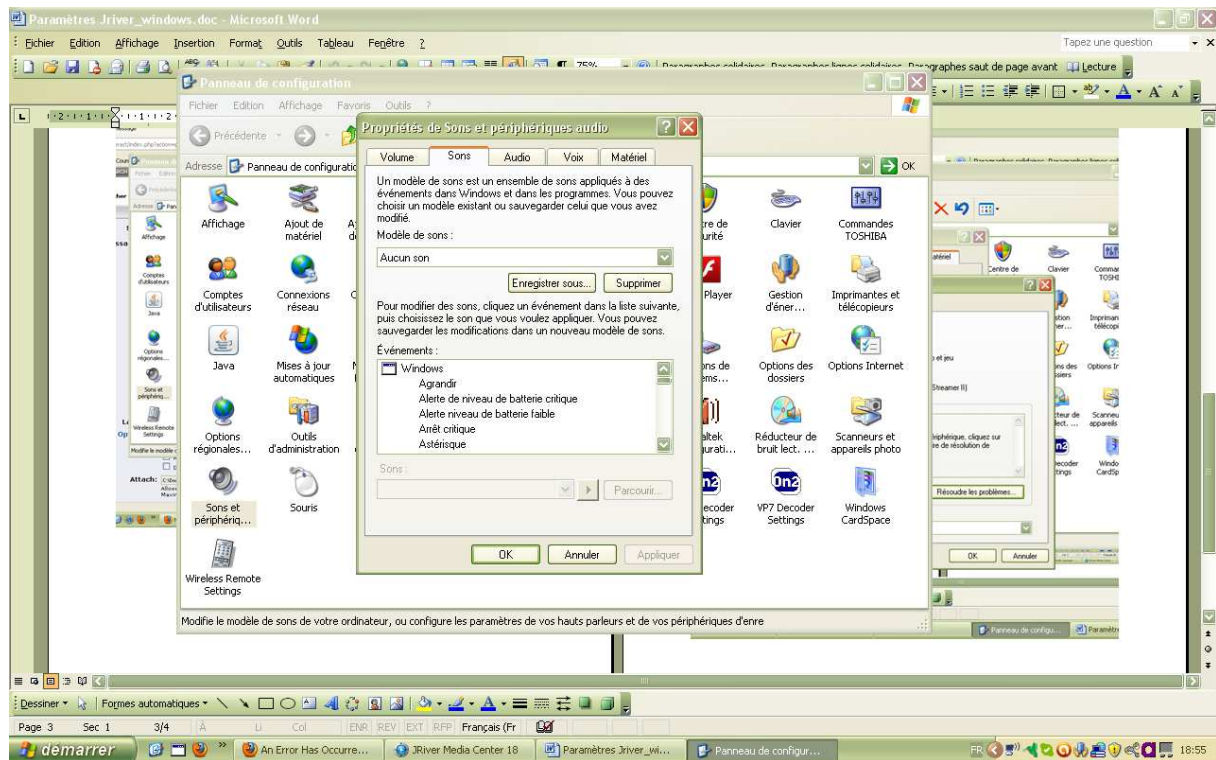 Paramètres Jriver_windows.doc - Microsoft Word
Fichier Edition Affichage Insertion Format Outils Tableau Fenêtre ?
Tapez une question
75%
Paragraphes saut de page avant Lecture
Panneau de configuration
Fichier Edition Affichage Favoris Outils
Précédente
Adresse Panneau de configuratio
OK
Propriétés de Sons et périphériques audio
Volume Sons Audio Voix Matériel
Un modèle de sons est un ensemble de sons appliqués à des
événements dans Windows et dans les programmes. Vous pouvez
choisir un modèle existant ou sauvegarder celui que vous avez
modifié.
Modèle de sons :
Aucun son
Enregistrer sous... Supprimer
Pour modifier des sons, cliquez un événement dans la liste suivante,
puis choisissez le son que vous voulez appliquer. Vous pouvez
sauvegarder les modifications dans un nouveau modèle de sons.
Événements :
Windows
Agrandir
Alerte de niveau de batterie critique
Alerte niveau de batterie faible
Arrêt critique
Astérisque
Sons :
Parcourir...
OK Annuler Appliquer
Affichage
Ajout de
matériel
Clavier
Commandes
TOSHIBA
Comptes
d'utilisateurs
Connexions
réseau
Player
Gestion
d'éner...
Imprimantes et
télécopieurs
Java
Mises à jour
automatiques
Options des
dossiers
Options Internet
Options
régionales...
Outils
d'administration
Réducteur de
bruit lect. ...
Scanneurs et
appareils photo
Sons et
périphériq...
Souris
VP7 Decoder
Settings
Windows
CardSpace
Wireless Remote
Settings
Modifie le modèle de sons de votre ordinateur, ou configure les paramètres de vos hauts parleurs et de vos périphériques d'enre
Résoudre les problèmes...
OK Annuler
Dessiner Formes automatiques
Page 3 Sec 1 3/4 À Li Col ENR REV EXT RFP Français (Fr
démarrer
An Error Has Occurre...
JRiver Media Center 18
Paramètres Jriver_wi...
Panneau de configur...
FR
18:55